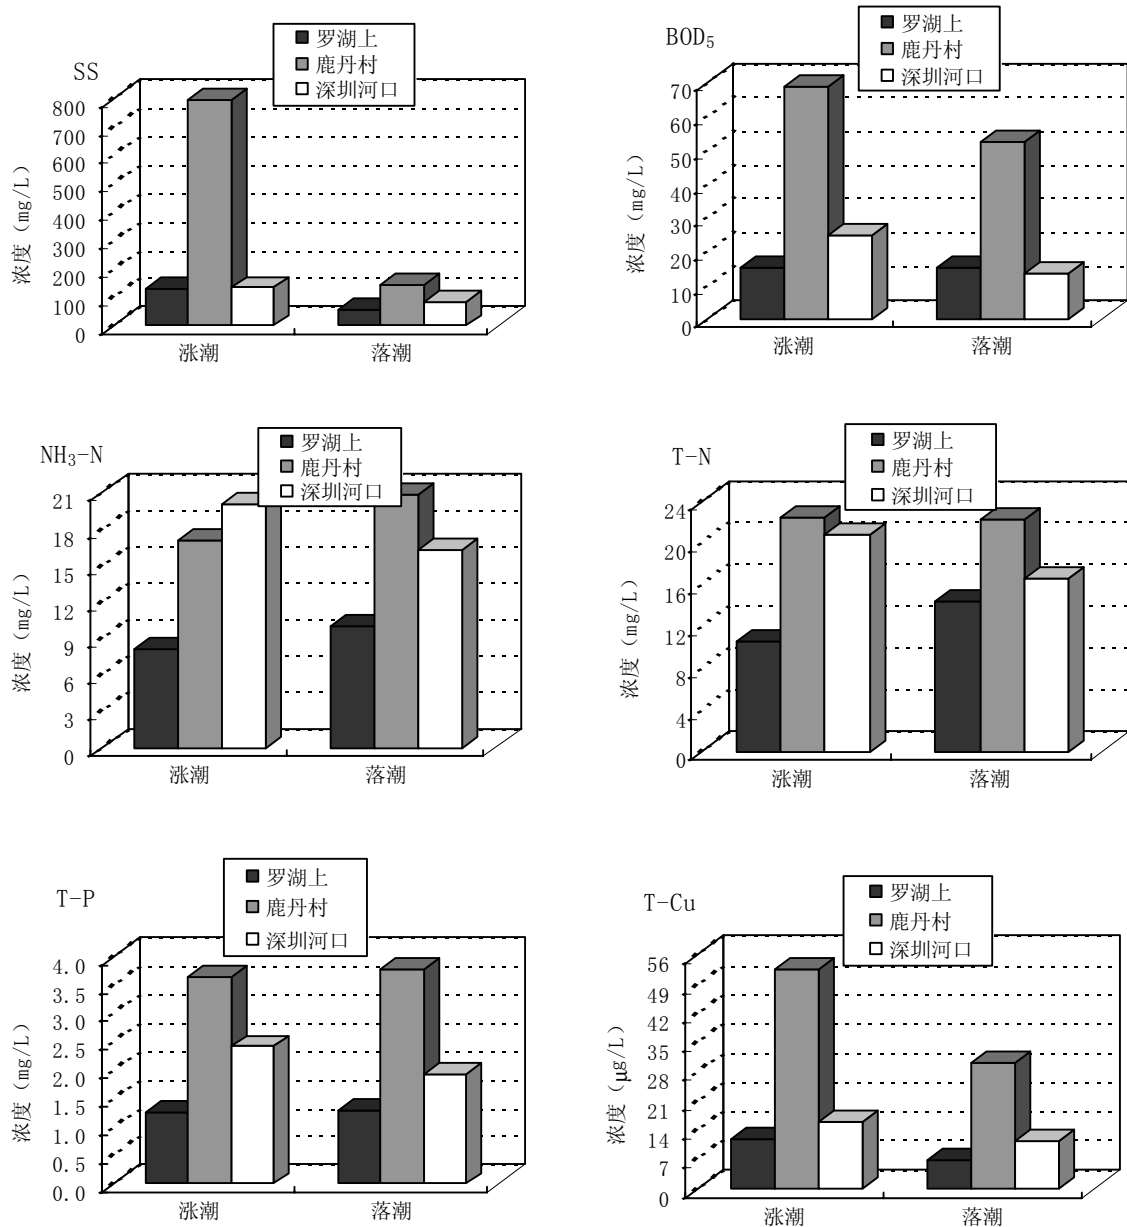 SS
罗湖上
鹿丹村
深圳河口
浓度（mg/L）
800
700
600
500
400
300
200
100
0
涨潮
落潮
BOD₅
罗湖上
鹿丹村
深圳河口
浓度（mg/L）
70
60
50
40
30
20
10
0
涨潮
落潮
NH₃-N
罗湖上
鹿丹村
深圳河口
浓度（mg/L）
21
18
15
12
9
6
3
0
涨潮
落潮
T-N
罗湖上
鹿丹村
深圳河口
浓度（mg/L）
24
20
16
12
8
4
0
涨潮
落潮
T-P
罗湖上
鹿丹村
深圳河口
浓度（mg/L）
4.0
3.5
3.0
2.5
2.0
1.5
1.0
0.5
0.0
涨潮
落潮
T-Cu
罗湖上
鹿丹村
深圳河口
浓度（μg/L）
56
49
42
35
28
21
14
7
0
涨潮
落潮